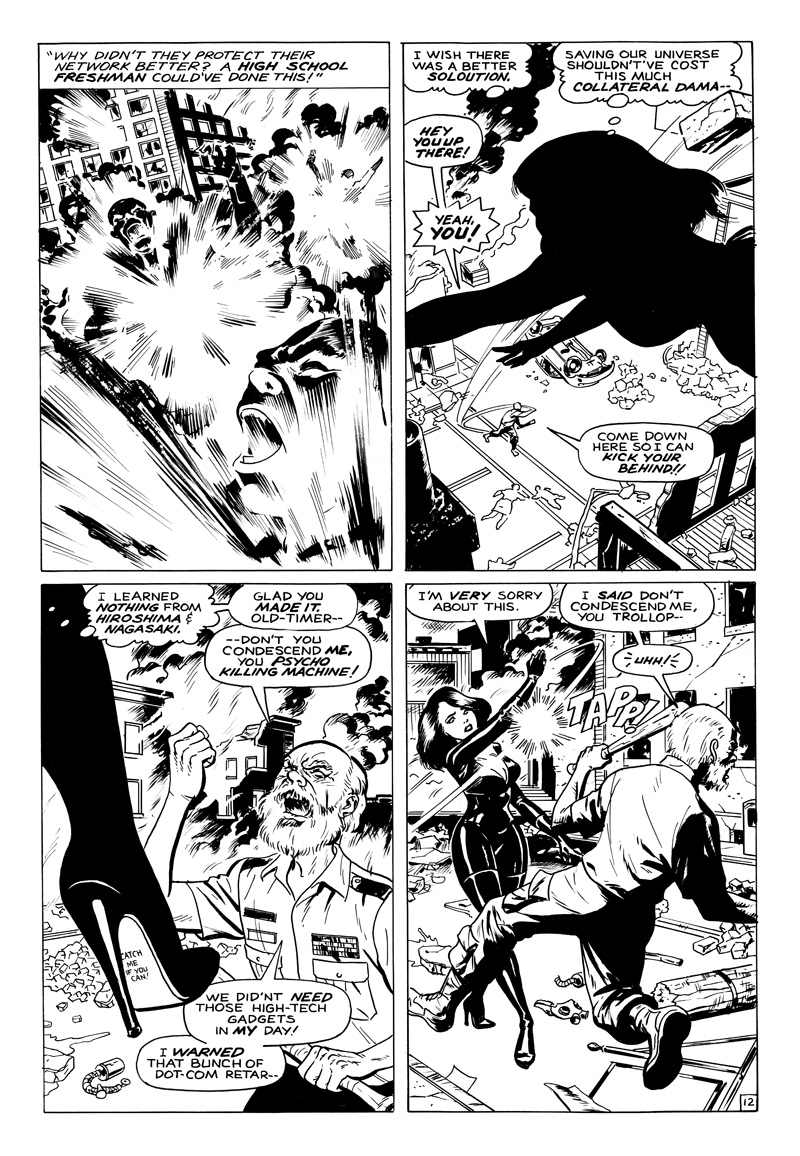 "WHY DIDN'T THEY PROTECT THEIR
NETWORK BETTER? A HIGH SCHOOL
FRESHMAN COULD'VE DONE THIS!"
I WISH THERE
WAS A BETTER
SOLOUTION.
SAVING OUR UNIVERSE
SHOULDN'T'VE COST
THIS MUCH
COLLATERAL DAMA--
HEY
YOU UP
THERE!
YEAH,
YOU!
COME DOWN
HERE SO I CAN
KICK YOUR
BEHIND!!
I LEARNED
NOTHING FROM
HIROSHIMA &
NAGASAKI.
GLAD YOU
MADE IT,
OLD-TIMER--
--DON'T YOU
CONDESCEND ME,
YOU PSYCHO
KILLING MACHINE!
CATCH
ME
IF YOU
CAN!
WE DID'NT NEED
THOSE HIGH-TECH
GADGETS
IN MY DAY!
I WARNED
THAT BUNCH OF
DOT-COM RETAR--
I'M VERY SORRY
ABOUT THIS.
I SAID DON'T
CONDESCEND ME,
YOU TROLLOP--
UHH!
TAPP!
12